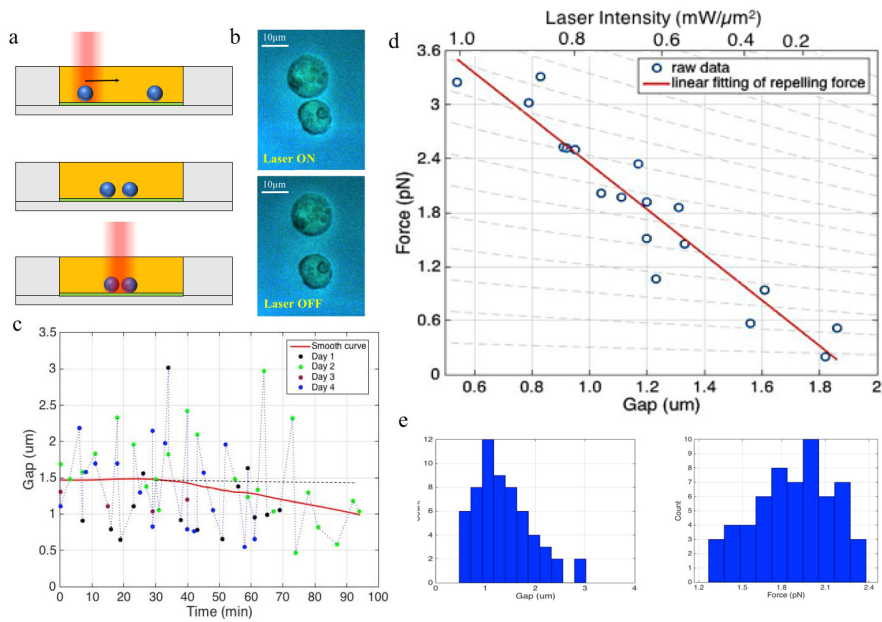 a
b
10µm
Laser ON
10µm
Laser OFF
c
3.5
3
2.5
2
1.5
1
0.5
0
Gap (um)
Smooth curve
Day 1
Day 2
Day 3
Day 4
0 10 20 30 40 50 60 70 80 90 100
Time (min)
d
Laser Intensity (mW/µm²)
1.0 0.8 0.6 0.4 0.2
3.6
3
2.4
1.8
1.2
0.6
0
Force (pN)
raw data
linear fitting of repelling force
0.6 0.8 1.0 1.2 1.4 1.6 1.8 2
Gap (um)
e
12
10
8
6
4
2
0
0 1 2 3 4
Gap (um)
10
9
8
7
6
5
4
3
2
1
0
Count
1.2 1.5 1.8 2.1 2.4
Force (pN)